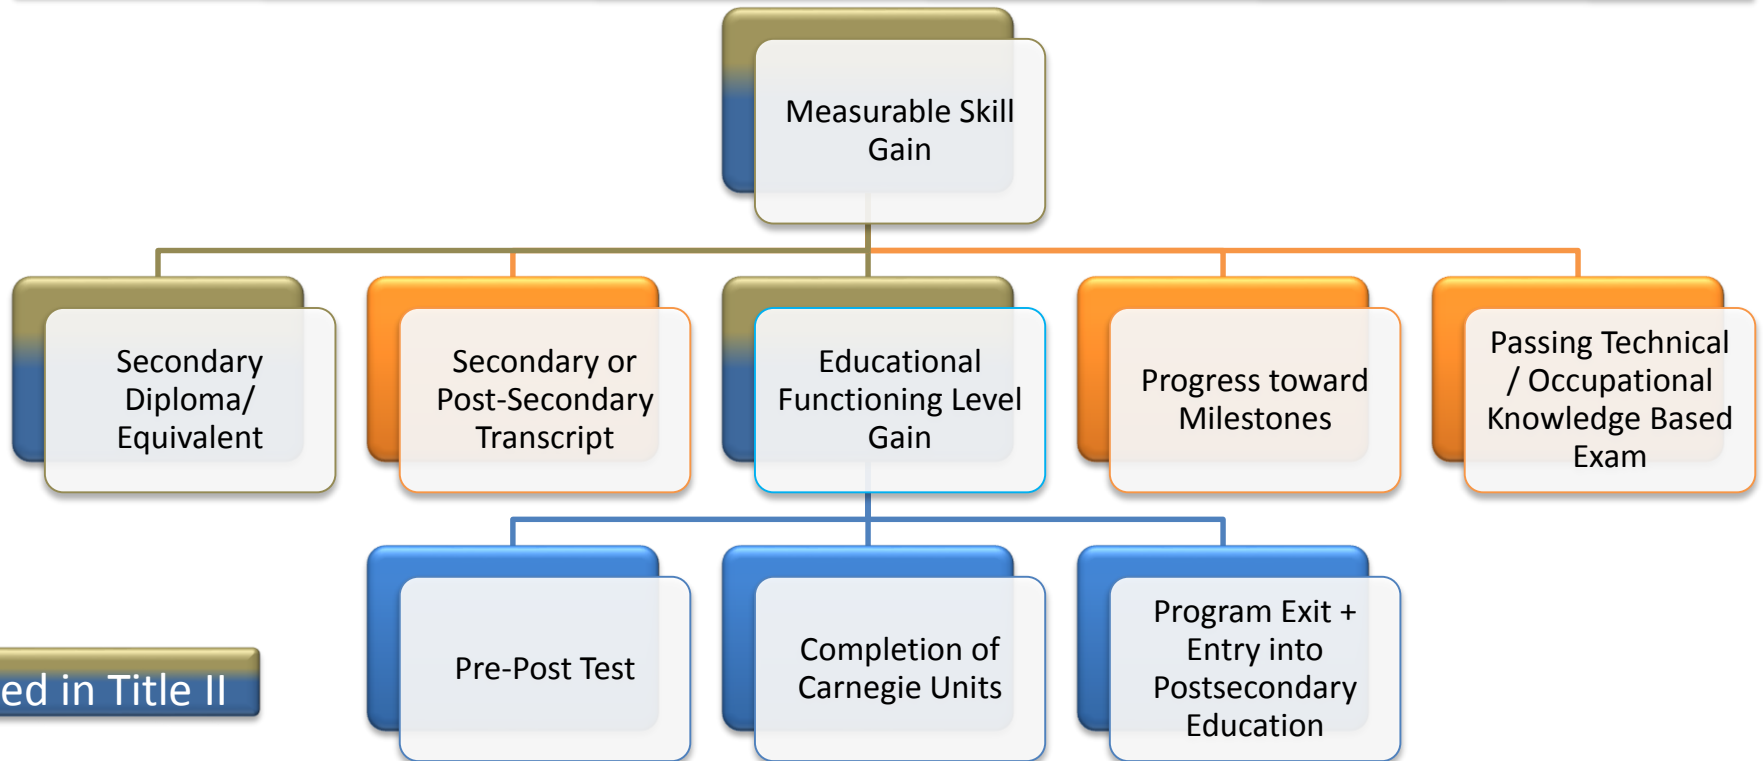 Measurable Skill
Gain
Secondary
Diploma/
Equivalent
Secondary or
Post-Secondary
Transcript
Educational
Functioning Level
Gain
Progress toward
Milestones
Passing Technical
/ Occupational
Knowledge Based
Exam
Pre-Post Test
Completion of
Carnegie Units
Program Exit +
Entry into
Postsecondary
Education
ed in Title II